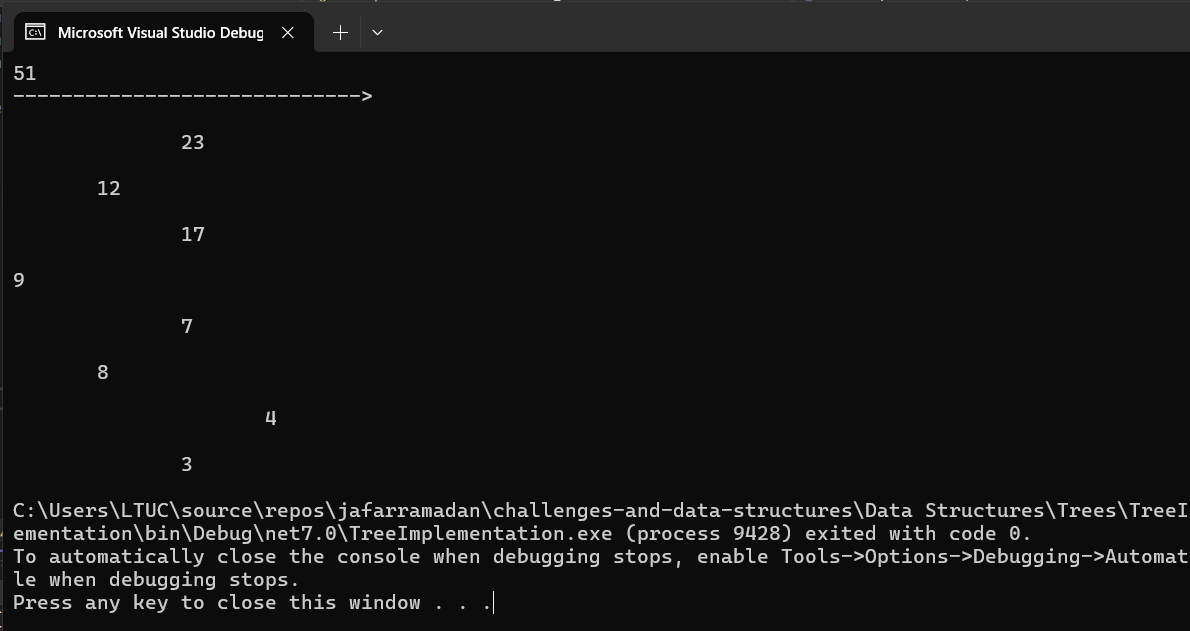 Microsoft Visual Studio Debug
51
----------------------------->
23
12
17
9
7
8
4
3
C:\Users\LTUC\source\repos\jafarramadan\challenges-and-data-structures\Data Structures\Trees\TreeI
ementation\bin\Debug\net7.0\TreeImplementation.exe (process 9428) exited with code 0.
To automatically close the console when debugging stops, enable Tools->Options->Debugging->Automat
le when debugging stops.
Press any key to close this window . . .